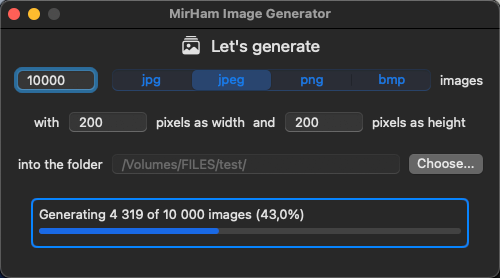 MirHam Image Generator
Let's generate
10000 jpg jpeg png bmp images
with 200 pixels as width and 200 pixels as height
into the folder /Volumes/FILES/test/ Choose...
Generating 4 319 of 10 000 images (43,0%)